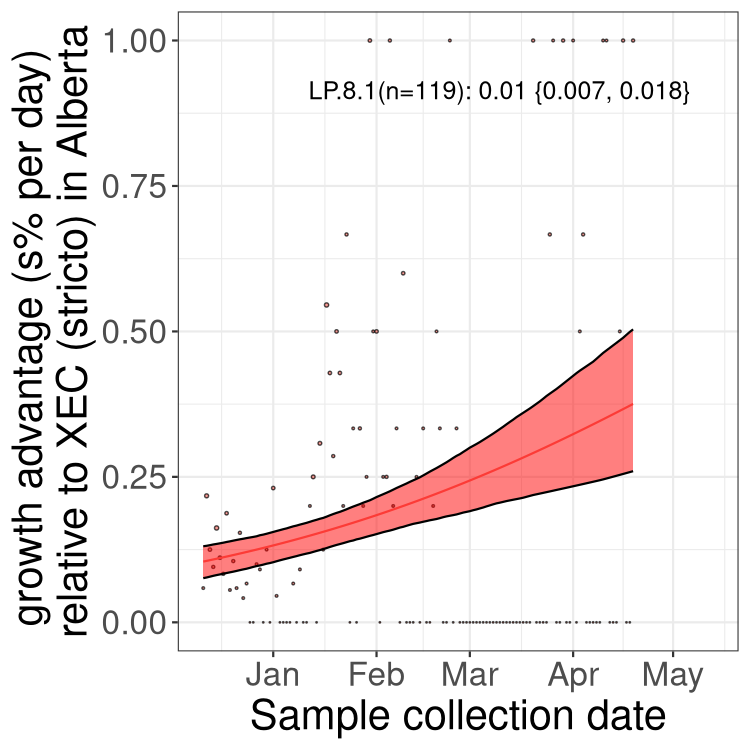 growth advantage (s% per day)
relative to XEC (stricto) in Alberta
1.00
0.75
0.50
0.25
0.00
LP.8.1(n=119): 0.01 {0.007, 0.018}
Jan Feb Mar Apr May
Sample collection date